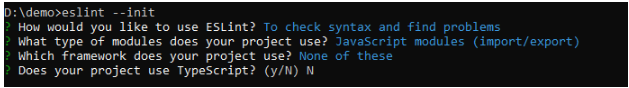 D:\demo>eslint --init
? How would you like to use ESLint? To check syntax and find problems
? What type of modules does your project use? JavaScript modules (import/export)
? Which framework does your project use? None of these
? Does your project use TypeScript? (y/N) N